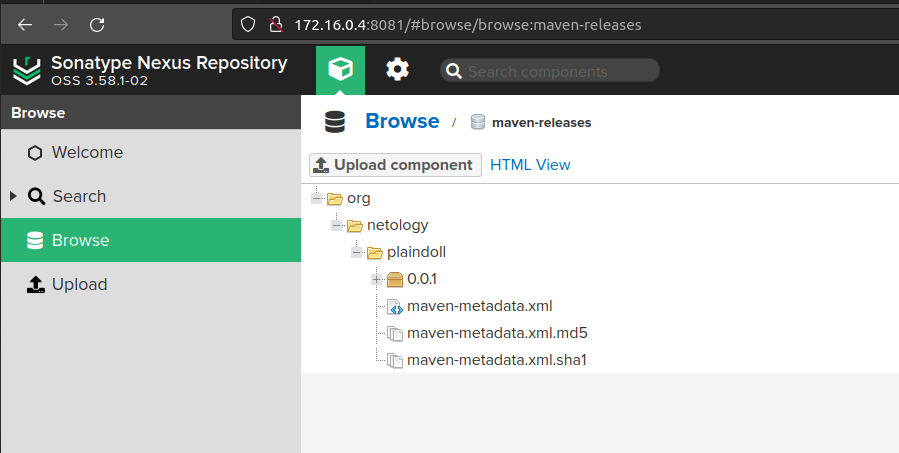 172.16.0.4:8081/#browse/browse:maven-releases
Sonatype Nexus Repository
OSS 3.58.1-02
Search components
Browse
Browse / maven-releases
Welcome
Upload component HTML View
Search
org
netology
Browse
plaindoll
0.0.1
Upload
maven-metadata.xml
maven-metadata.xml.md5
maven-metadata.xml.sha1